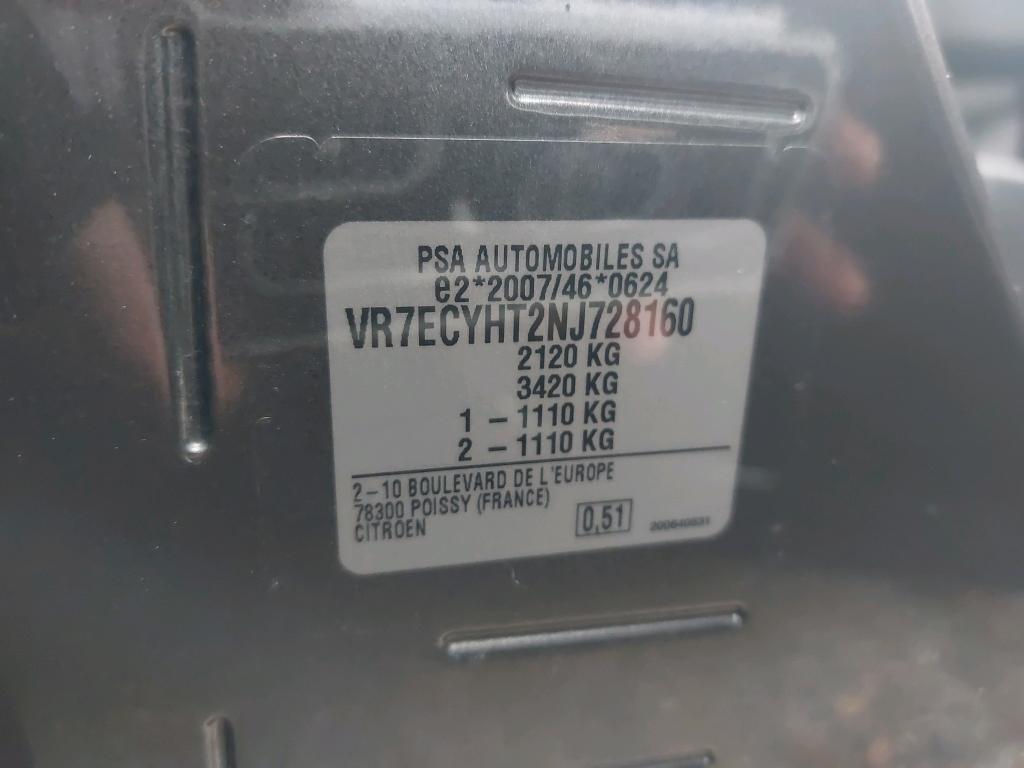 PSA AUTOMOBILES SA
e2*2007/46*0624
VR7ECYHT2NJ728160
2120 KG
3420 KG
1 – 1110 KG
2 – 1110 KG
2–10 BOULEVARD DE L'EUROPE
78300 POISSY (FRANCE)
CITROEN
0,51